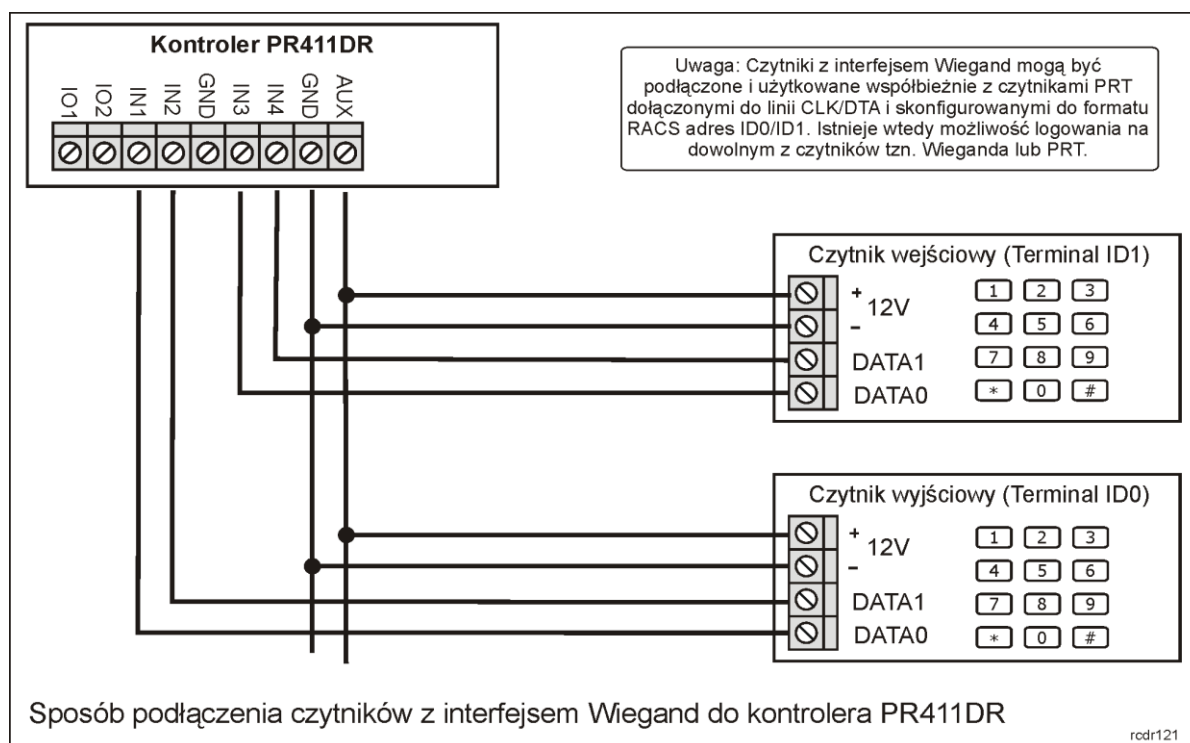 Kontroler PR411DR
IO1
IO2
IN1
IN2
GND
IN3
IN4
GND
AUX
Uwaga: Czytniki z interfejsem Wiegand mogą być
podłączone i użytkowane współbieżnie z czytnikami PRT
dołączonymi do linii CLK/DTA i skonfigurowanymi do formatu
RACS adres ID0/ID1. Istnieje wtedy możliwość logowania na
dowolnym z czytników tzn. Wieganda lub PRT.
Czytnik wejściowy (Terminal ID1)
+
12V
-
DATA1
DATA0
1 2 3
4 5 6
7 8 9
* 0 #
Czytnik wyjściowy (Terminal ID0)
+
12V
-
DATA1
DATA0
1 2 3
4 5 6
7 8 9
* 0 #
Sposób podłączenia czytników z interfejsem Wiegand do kontrolera PR411DR
rcdr121